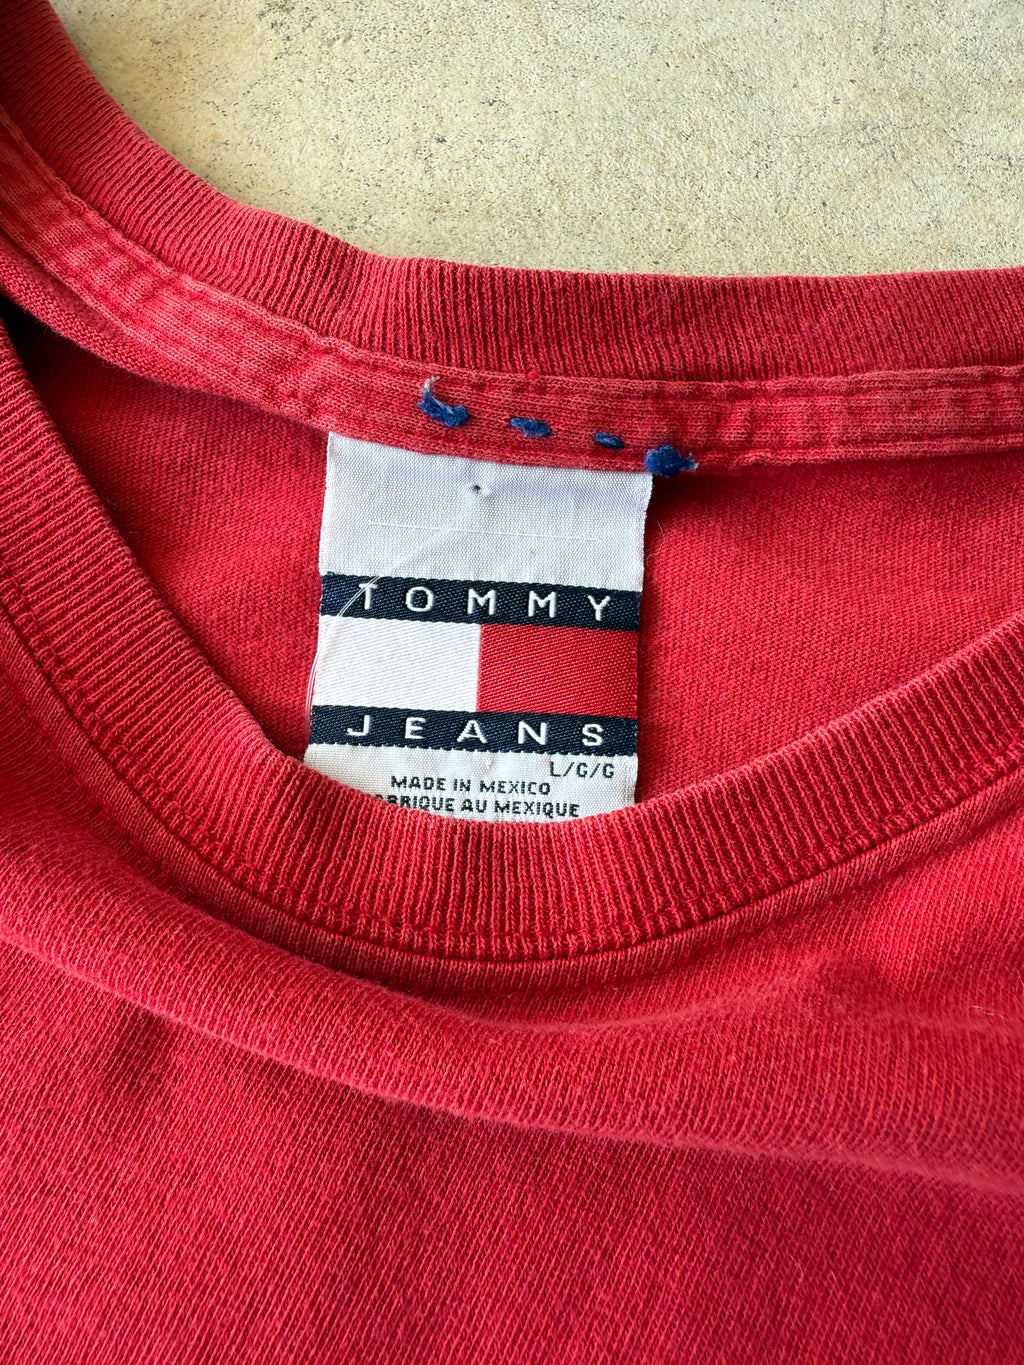 TOMMY
JEANS
L/G/G
MADE IN MEXICO
FABRIQUE AU MEXIQUE